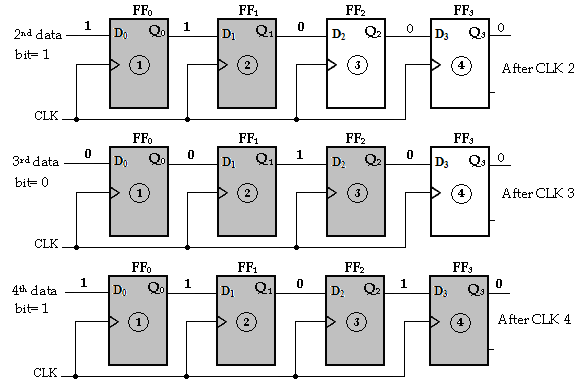 FF0 FF1 FF2 FF3
2nd data 1 D0 Q0 1 D1 Q1 0 D2 Q2 0 D3 Q3 0
bit= 1 1 2 3 4 After CLK 2
CLK
FF0 FF1 FF2 FF3
3rd data 0 D0 Q0 0 D1 Q1 1 D2 Q2 0 D3 Q3 0
bit= 0 1 2 3 4 After CLK 3
CLK
FF0 FF1 FF2 FF3
4th data 1 D0 Q0 1 D1 Q1 0 D2 Q2 1 D3 Q3 0
bit= 1 1 2 3 4 After CLK 4
CLK